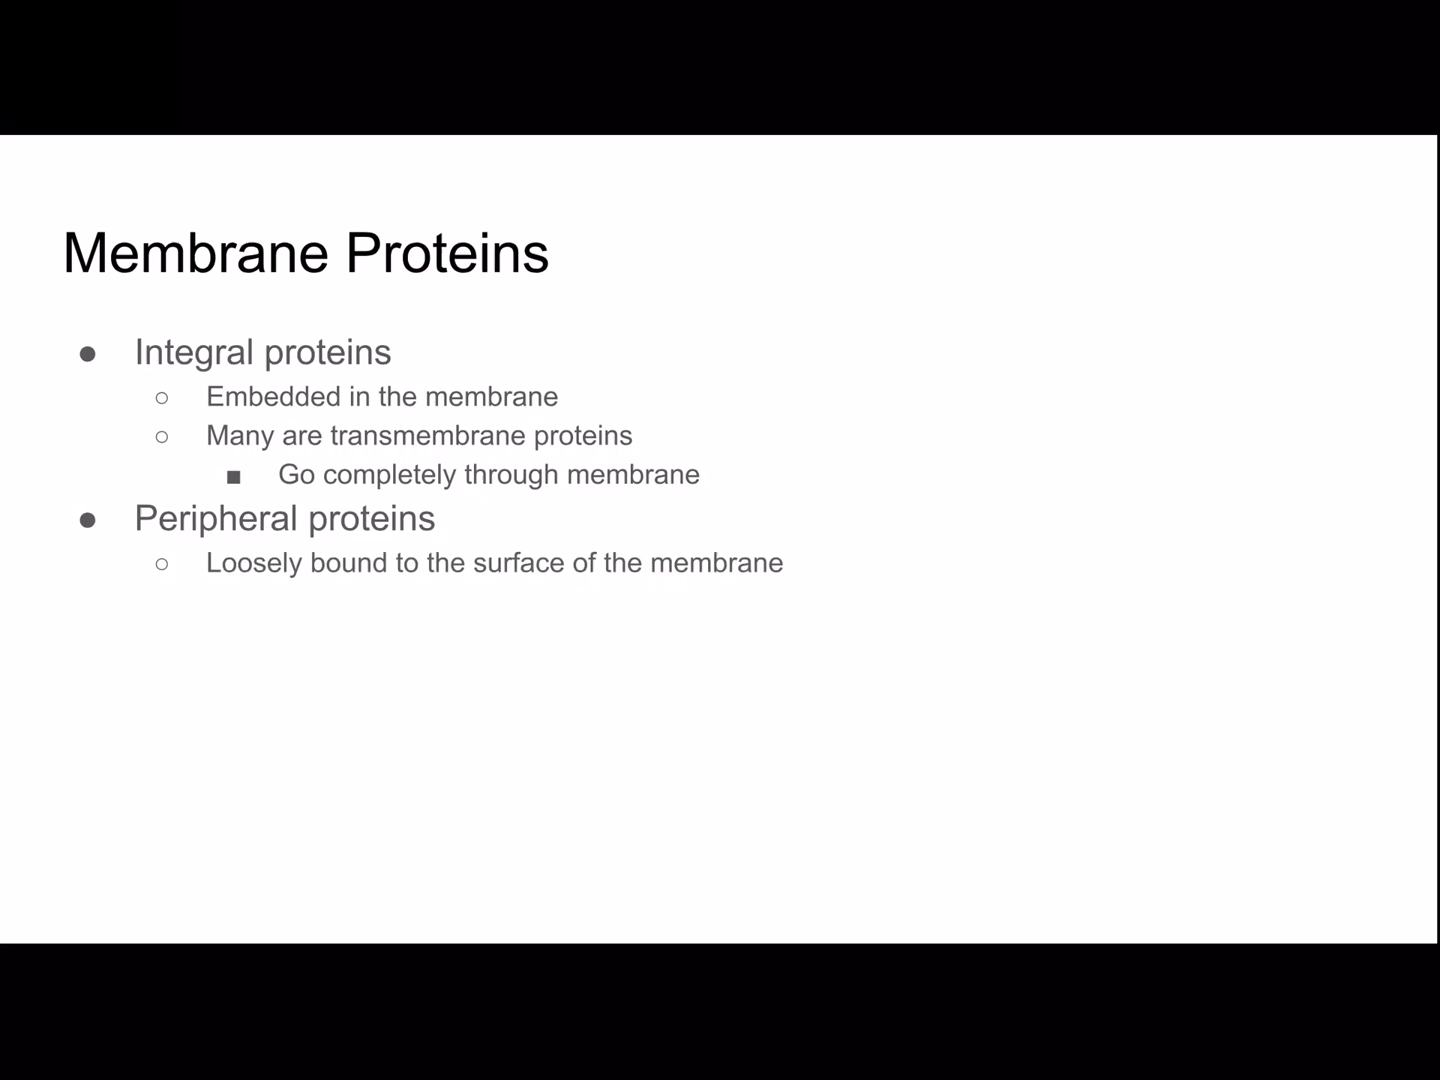 Membrane Proteins
● Integral proteins
○ Embedded in the membrane
○ Many are transmembrane proteins
■ Go completely through membrane
● Peripheral proteins
○ Loosely bound to the surface of the membrane